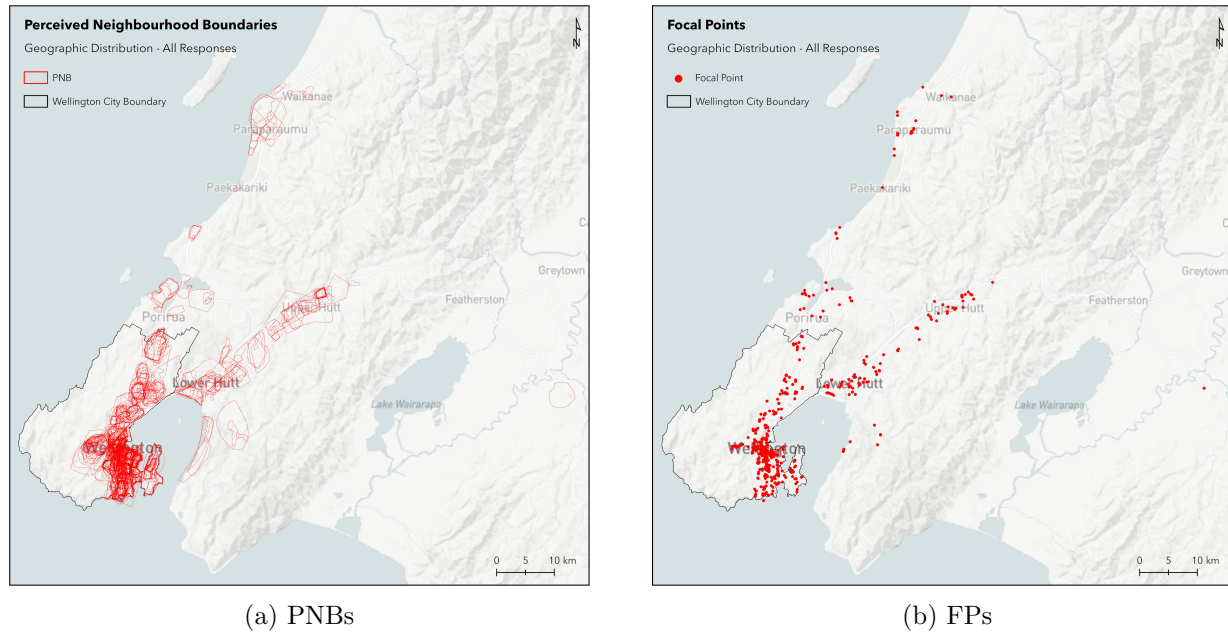 Perceived Neighbourhood Boundaries
Geographic Distribution - All Responses
PNB
Wellington City Boundary
N
Waikanae
Paraparaumu
Paekakariki
Porirua
Upper Hutt
Lower Hutt
Wellington
Featherston
Greytown
Ca
Lake Wairarapa
0 5 10 km
(a) PNBs
Focal Points
Geographic Distribution - All Responses
Focal Point
Wellington City Boundary
N
Waikanae
Paraparaumu
Paekakariki
Porirua
Upper Hutt
Lower Hutt
Wellington
Featherston
Greytown
C
Lake Wairarapa
0 5 10 km
(b) FPs